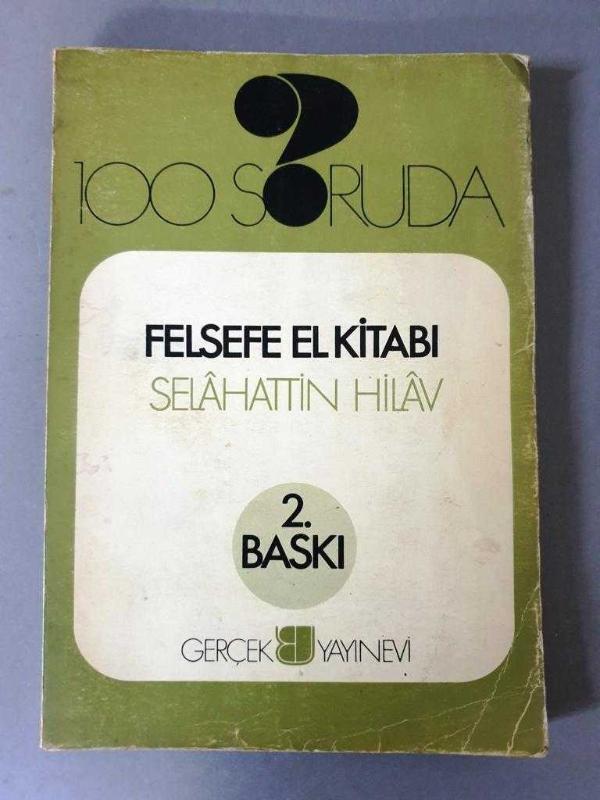 100 SORUDA
FELSEFE EL KİTABI
SELÂHATTİN HİLÂV
2.
BASKI
GERÇEK YAYINEVİ